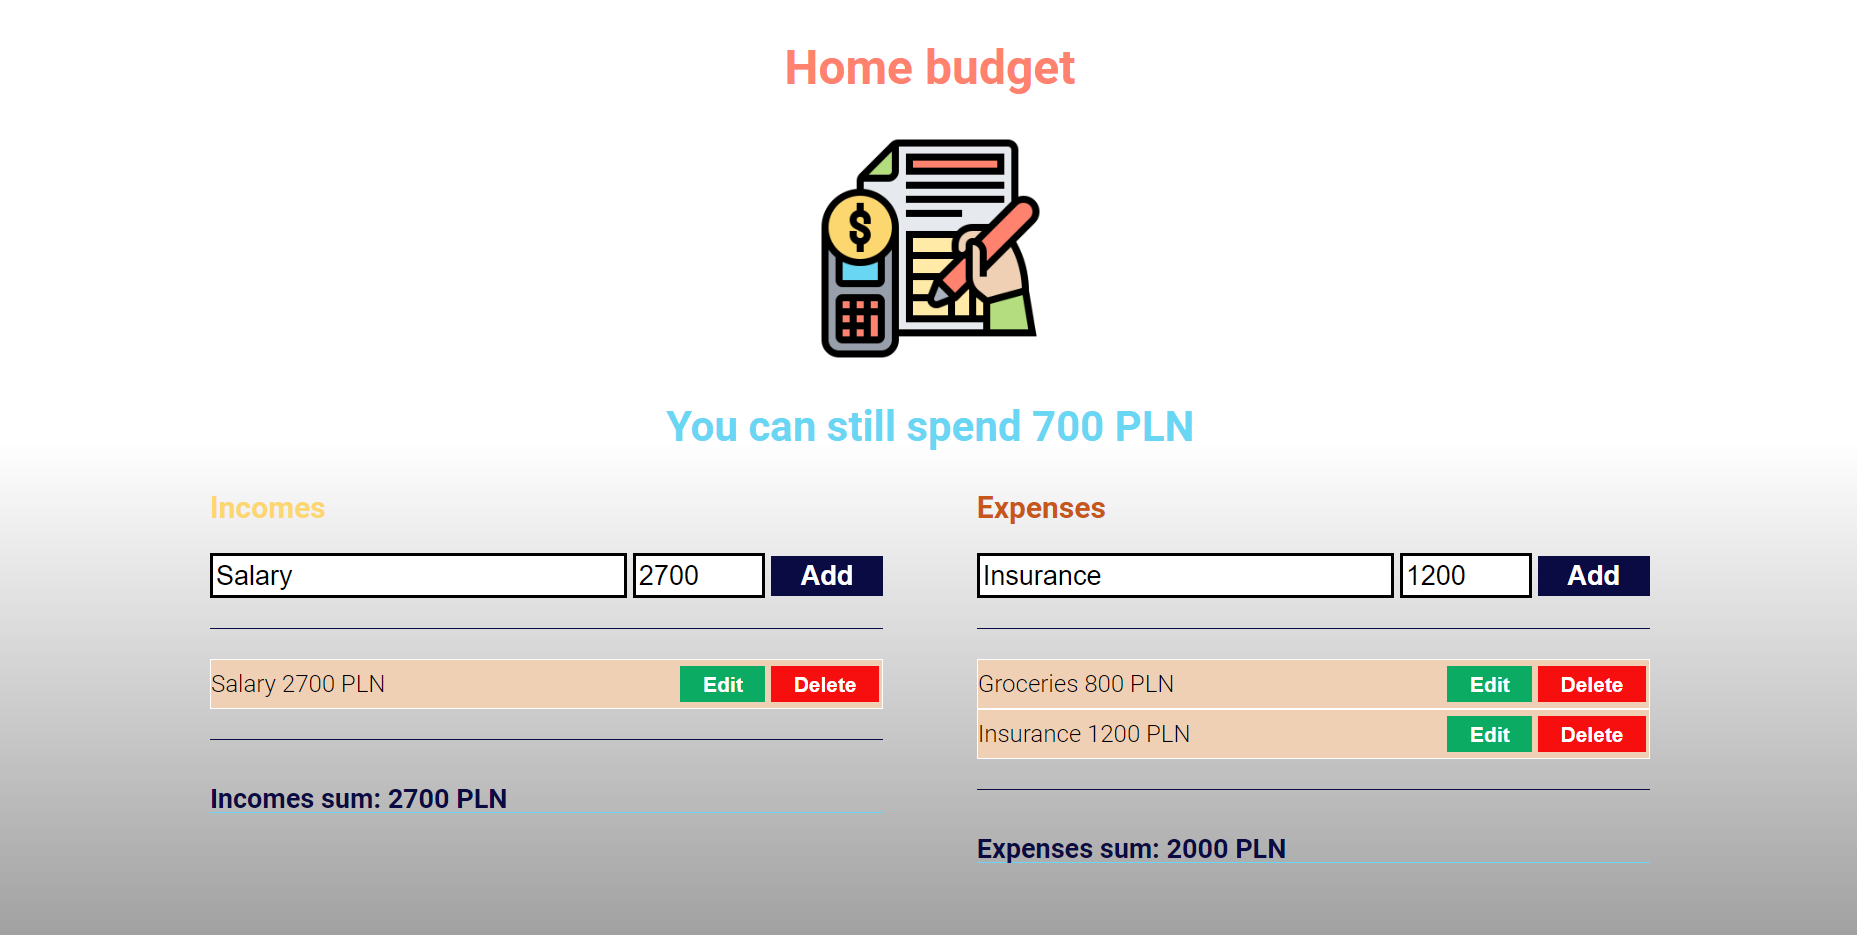 Home budget
$
You can still spend 700 PLN
Incomes
Salary 2700 Add
Salary 2700 PLN Edit Delete
Incomes sum: 2700 PLN
Expenses
Insurance 1200 Add
Groceries 800 PLN Edit Delete
Insurance 1200 PLN Edit Delete
Expenses sum: 2000 PLN